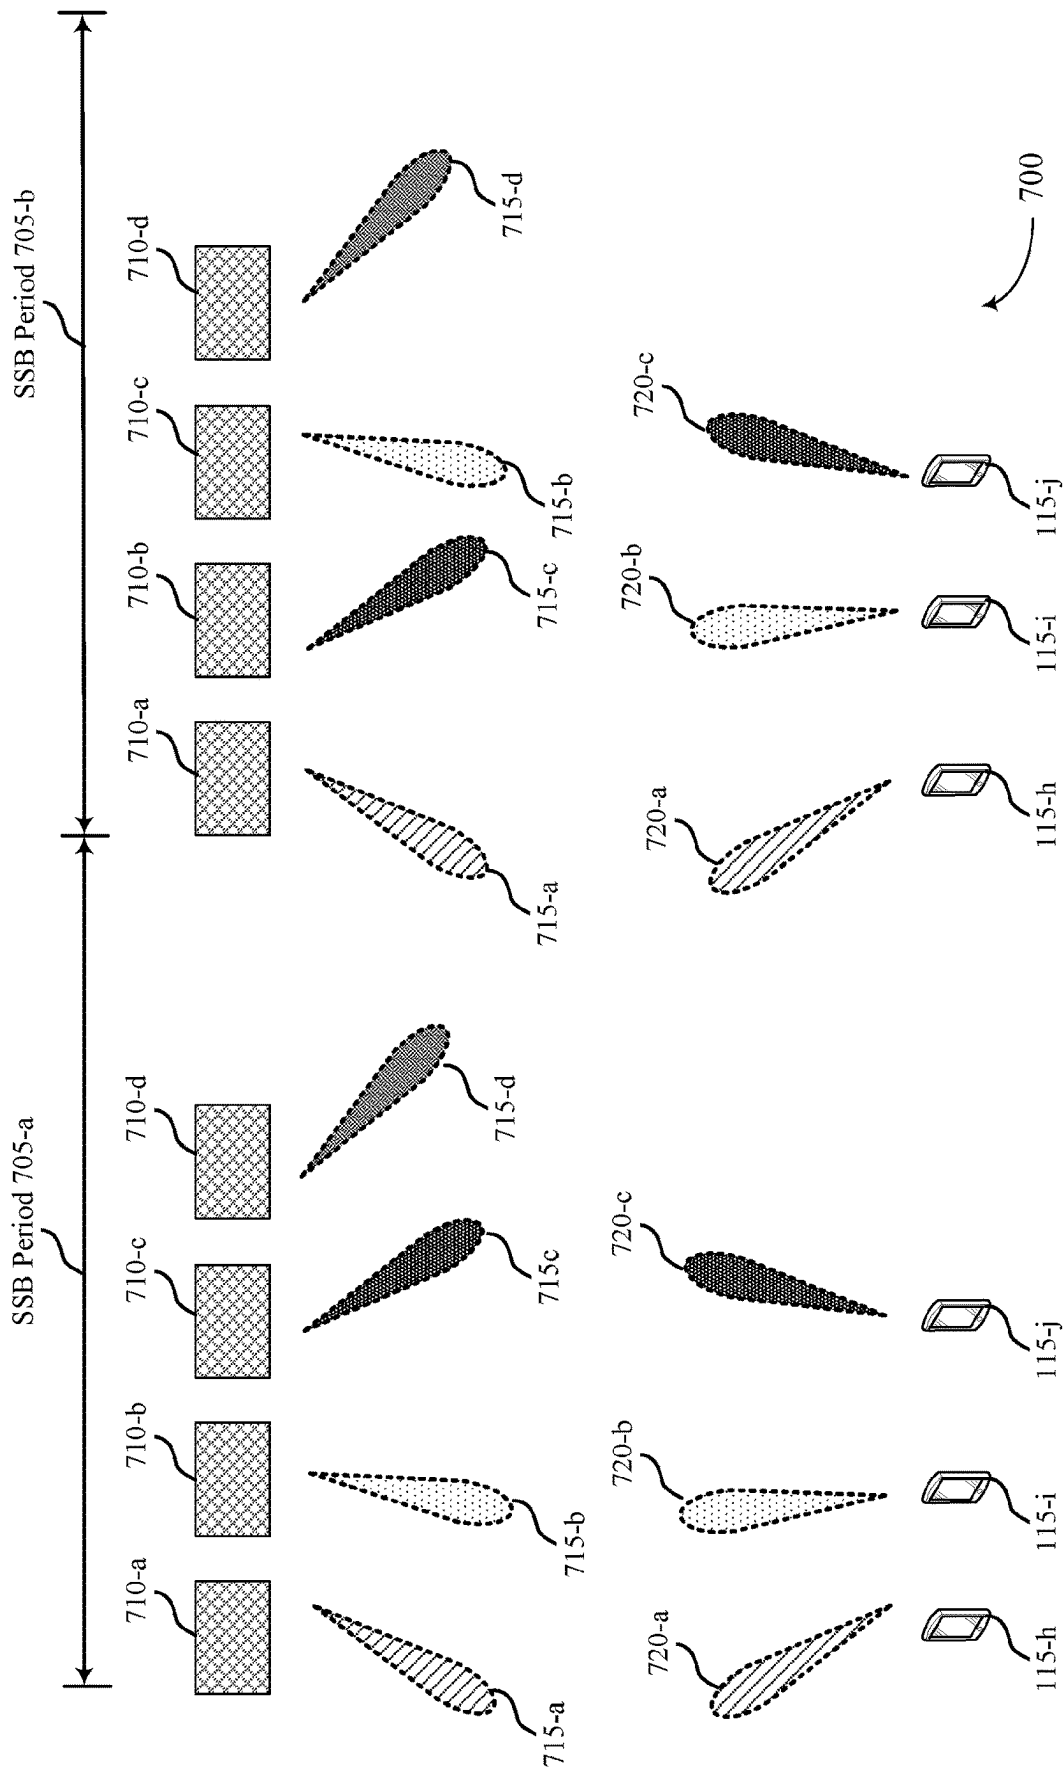 SSB Period 705-a
SSB Period 705-b
710-a
710-b
710-c
710-d
710-a
710-b
710-c
710-d
715-a
715-b
715c
715-d
715-a
715-c
715-b
715-d
720-a
720-b
720-c
720-a
720-b
720-c
115-h
115-i
115-j
115-h
115-i
115-j
700